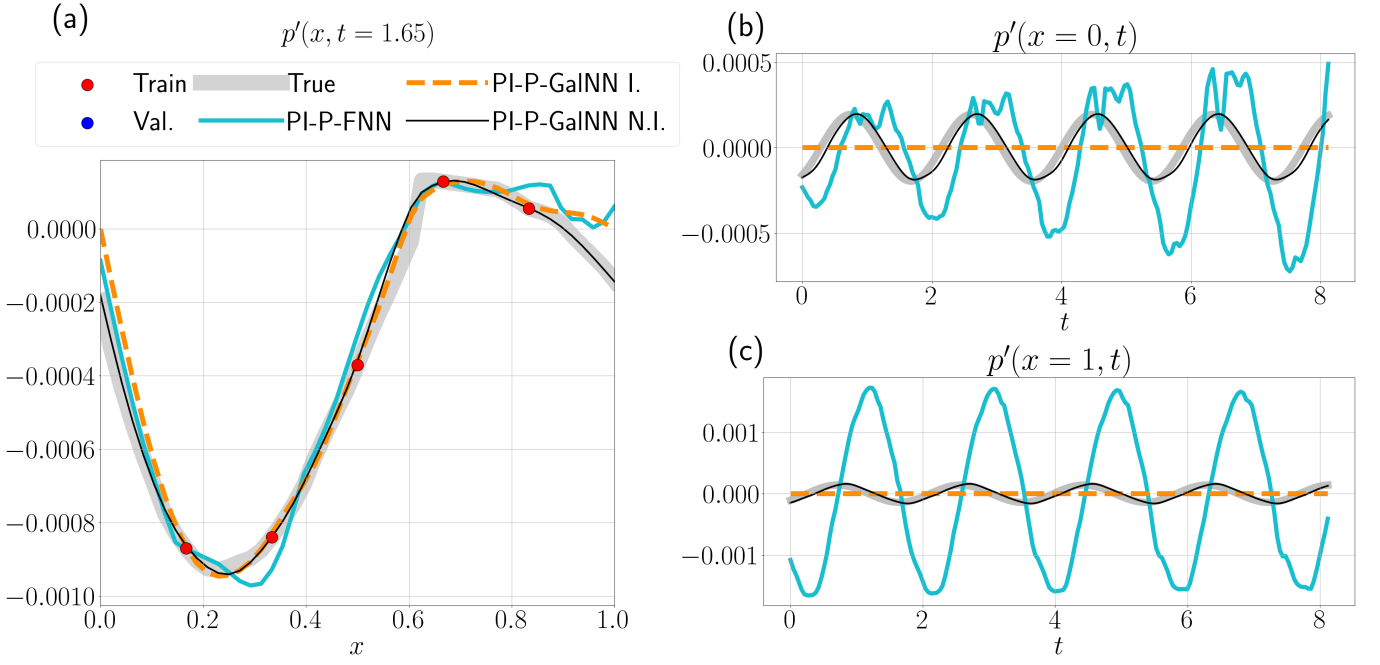 (a)
p′(x, t = 1.65)
Train True PI-P-GalNN I.
Val. PI-P-FNN PI-P-GalNN N.I.
0.0000
−0.0002
−0.0004
−0.0006
−0.0008
−0.0010
0.0 0.2 0.4 0.6 0.8 1.0
x
(b)
p′(x = 0, t)
0.0005
0.0000
−0.0005
0 2 4 6 8
t
(c)
p′(x = 1, t)
0.001
0.000
−0.001
0 2 4 6 8
t